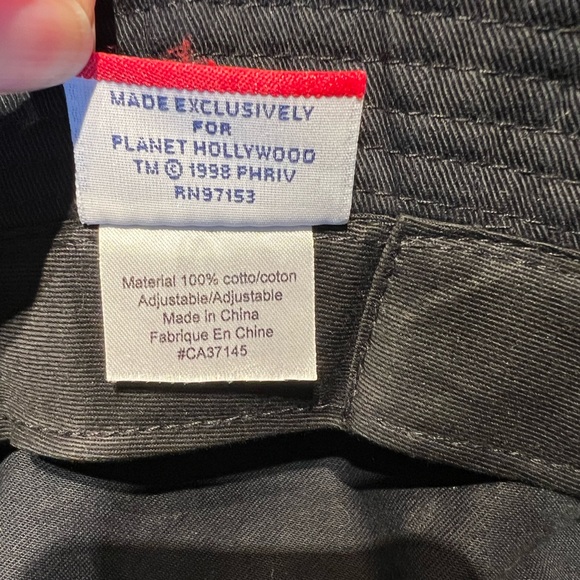 MADE EXCLUSIVELY
FOR
PLANET HOLLYWOOD
TM © 1998 PHRIV
RN97153
Material 100% cotto/coton
Adjustable/Adjustable
Made in China
Fabrique En Chine
#CA37145